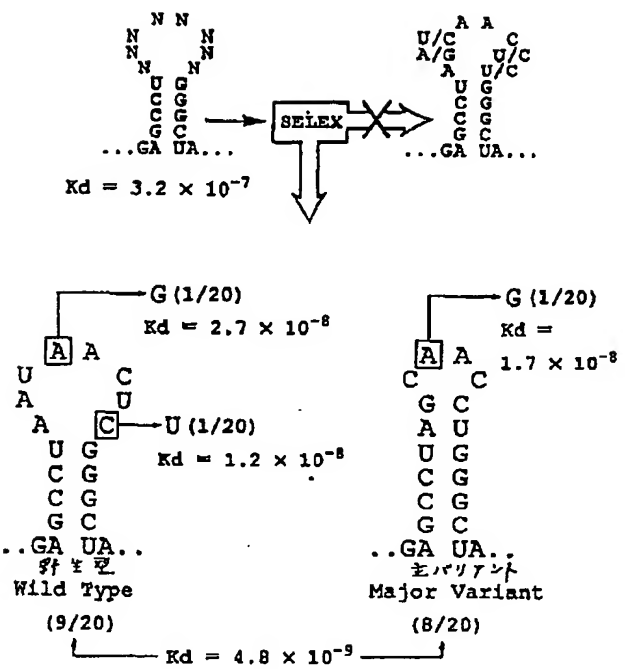 N N
N N
N N
N N
U G
C G
C G
G C
...GA UA...
Kd = 3.2 × 10⁻⁷
SELEX
A A
U/C C
A/G U/C
A U/C
U G
C G
C G
G C
...GA UA...
G (1/20)
Kd = 2.7 × 10⁻⁸
A A
U C
A U
A C
U (1/20)
Kd = 1.2 × 10⁻⁸
U G
C G
C G
G C
..GA UA..
野生型
Wild Type
(9/20)
G (1/20)
Kd =
1.7 × 10⁻⁸
A A
C C
G C
A U
U G
C G
C G
G C
..GA UA..
主バリアント
Major Variant
(8/20)
Kd = 4.8 × 10⁻⁹